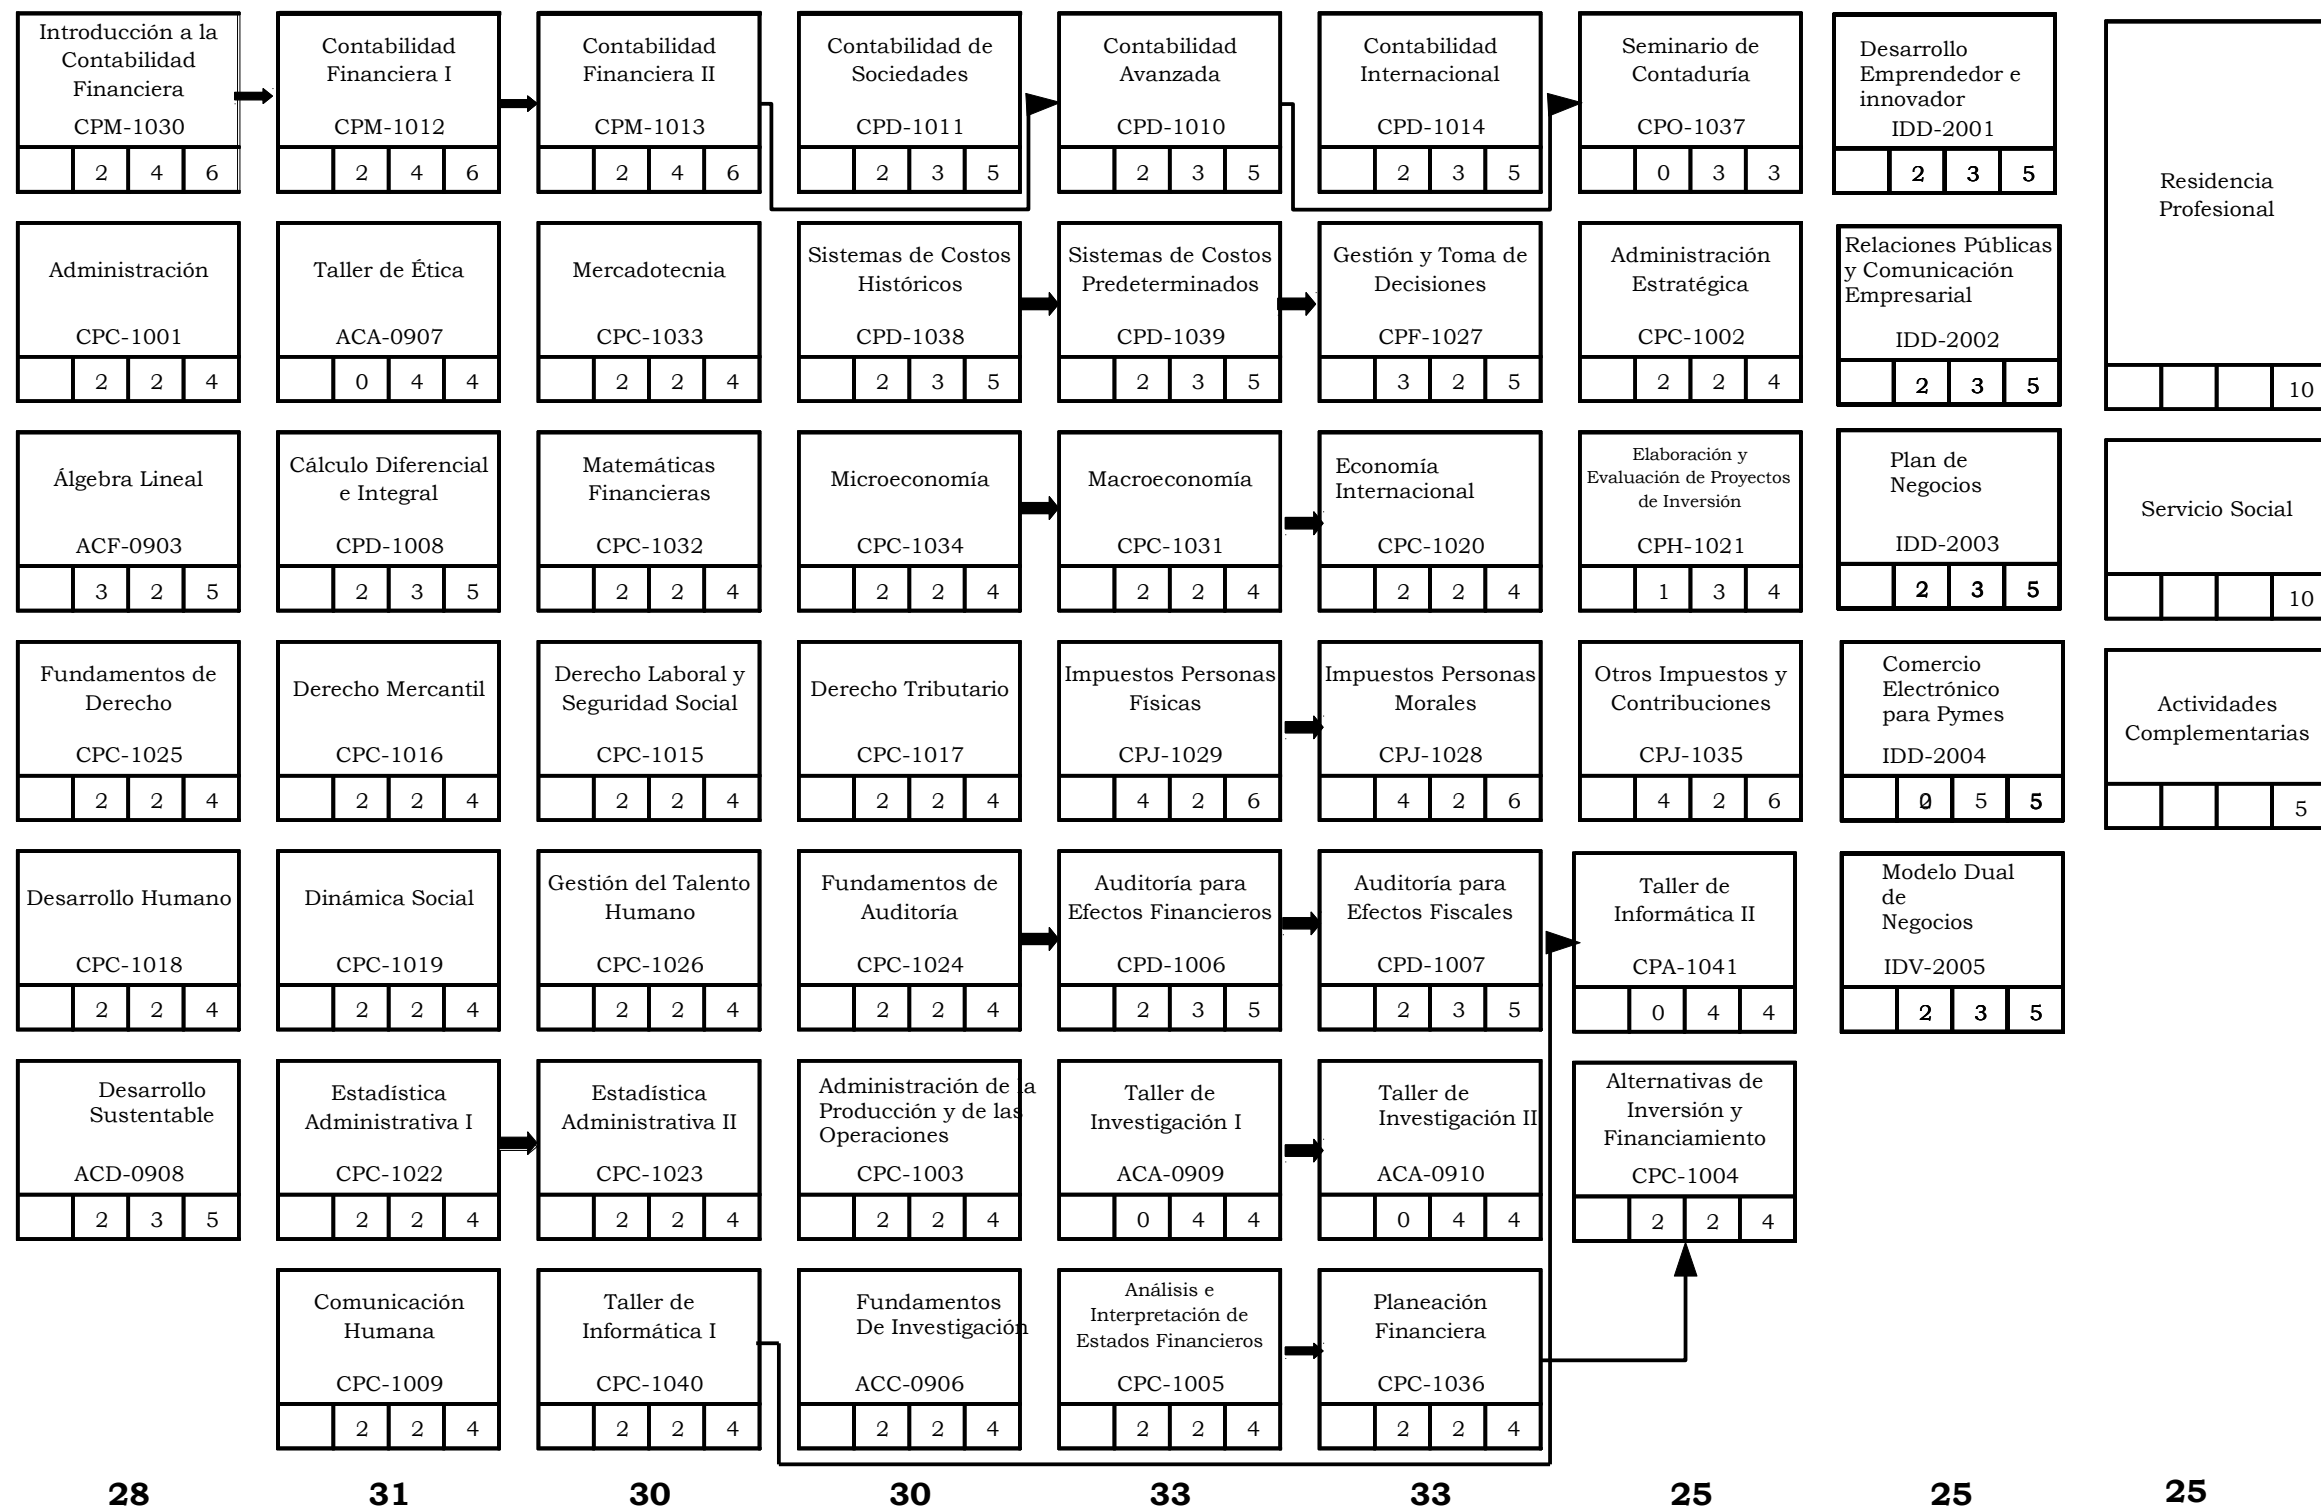 Introducción a la
Contabilidad
Financiera
CPM-1030
2 4 6
Contabilidad
Financiera I
CPM-1012
2 4 6
Contabilidad
Financiera II
CPM-1013
2 4 6
Contabilidad de
Sociedades
CPD-1011
2 3 5
Contabilidad
Avanzada
CPD-1010
2 3 5
Contabilidad
Internacional
CPD-1014
2 3 5
Seminario de
Contaduría
CPO-1037
0 3 3
Desarrollo
Emprendedor e
innovador
IDD-2001
2 3 5
Residencia
Profesional
10
Administración
CPC-1001
2 2 4
Taller de Ética
ACA-0907
0 4 4
Mercadotecnia
CPC-1033
2 2 4
Sistemas de Costos
Históricos
CPD-1038
2 3 5
Sistemas de Costos
Predeterminados
CPD-1039
2 3 5
Gestión y Toma de
Decisiones
CPF-1027
3 2 5
Administración
Estratégica
CPC-1002
2 2 4
Relaciones Públicas
y Comunicación
Empresarial
IDD-2002
2 3 5
Álgebra Lineal
ACF-0903
3 2 5
Cálculo Diferencial
e Integral
CPD-1008
2 3 5
Matemáticas
Financieras
CPC-1032
2 2 4
Microeconomía
CPC-1034
2 2 4
Macroeconomía
CPC-1031
2 2 4
Economía
Internacional
CPC-1020
2 2 4
Elaboración y
Evaluación de Proyectos
de Inversión
CPH-1021
1 3 4
Plan de
Negocios
IDD-2003
2 3 5
Servicio Social
10
Fundamentos de
Derecho
CPC-1025
2 2 4
Derecho Mercantil
CPC-1016
2 2 4
Derecho Laboral y
Seguridad Social
CPC-1015
2 2 4
Derecho Tributario
CPC-1017
2 2 4
Impuestos Personas
Físicas
CPJ-1029
4 2 6
Impuestos Personas
Morales
CPJ-1028
4 2 6
Otros Impuestos y
Contribuciones
CPJ-1035
4 2 6
Comercio
Electrónico
para Pymes
IDD-2004
5 5
Actividades
Complementarias
5
Desarrollo Humano
CPC-1018
2 2 4
Dinámica Social
CPC-1019
2 2 4
Gestión del Talento
Humano
CPC-1026
2 2 4
Fundamentos de
Auditoría
CPC-1024
2 2 4
Auditoría para
Efectos Financieros
CPD-1006
2 3 5
Auditoría para
Efectos Fiscales
CPD-1007
2 3 5
Taller de
Informática II
CPA-1041
0 4 4
Modelo Dual
de
Negocios
IDV-2005
2 3 5
Desarrollo
Sustentable
ACD-0908
2 3 5
Estadística
Administrativa I
CPC-1022
2 2 4
Estadística
Administrativa II
CPC-1023
2 2 4
Administración de la
Producción y de las
Operaciones
CPC-1003
2 2 4
Taller de
Investigación I
ACA-0909
0 4 4
Taller de
Investigación II
ACA-0910
0 4 4
Alternativas de
Inversión y
Financiamiento
CPC-1004
2 2 4
Comunicación
Humana
CPC-1009
2 2 4
Taller de
Informática I
CPC-1040
2 2 4
Fundamentos
De Investigación
ACC-0906
2 2 4
Análisis e
Interpretación de
Estados Financieros
CPC-1005
2 2 4
Planeación
Financiera
CPC-1036
2 2 4
28 31 30 30 33 33 25 25 25